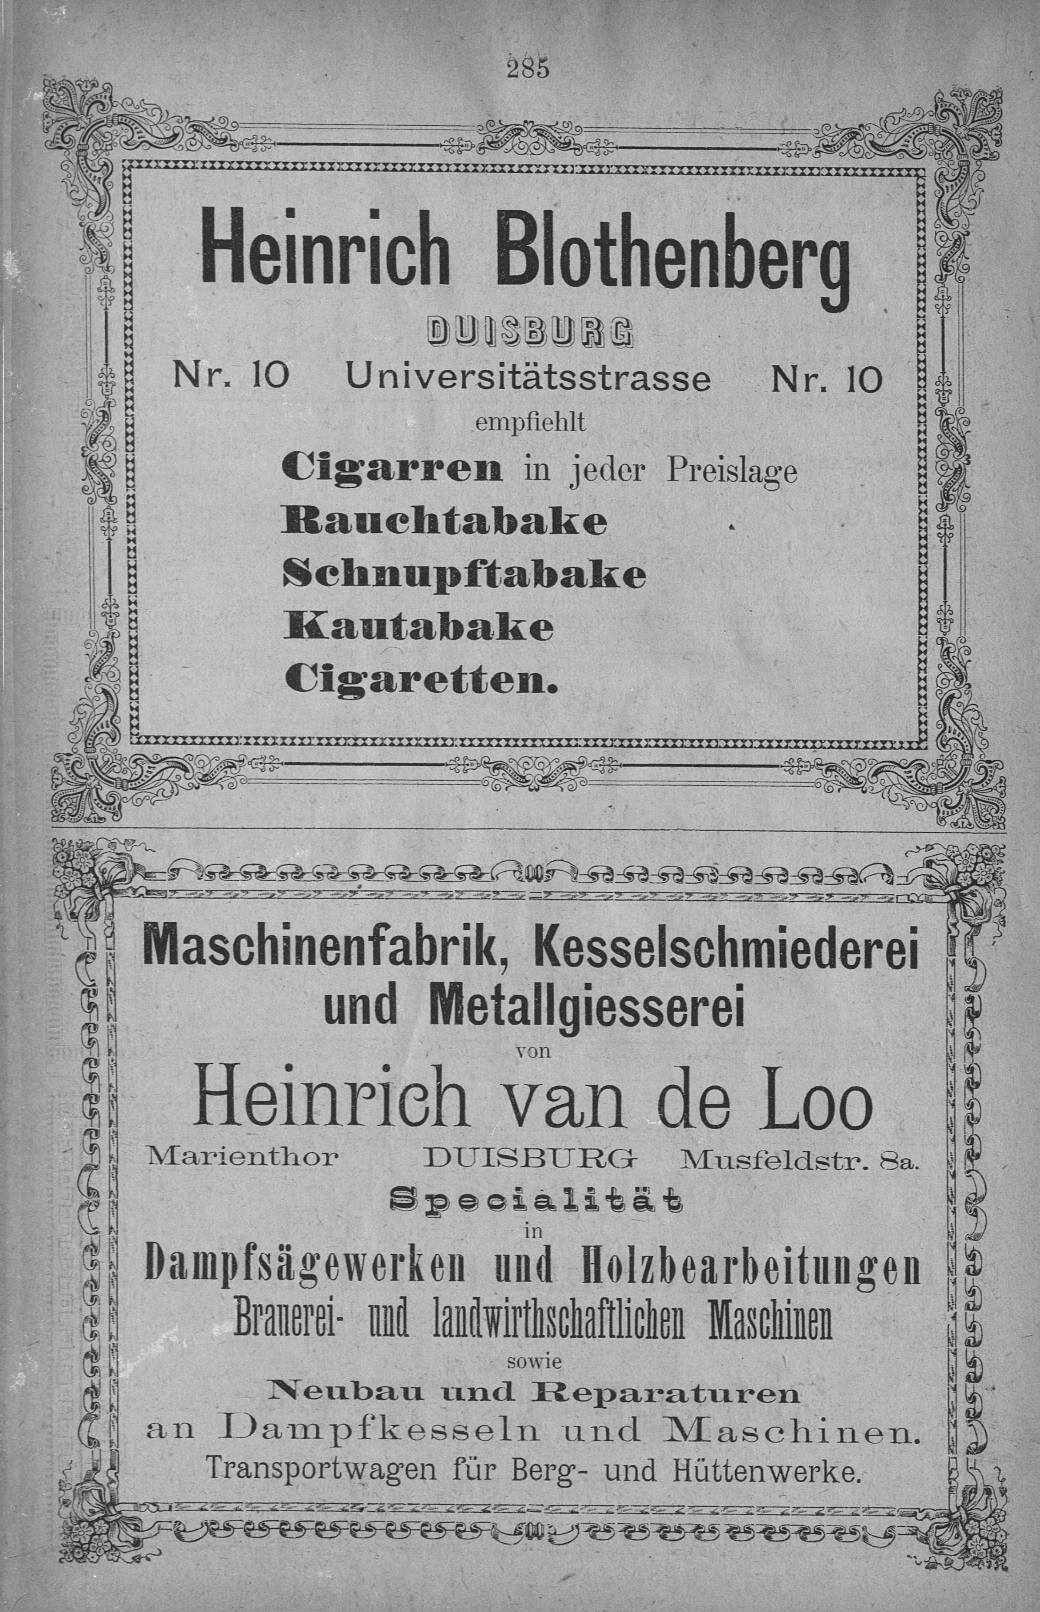 285
Heinrich Blothenberg
DUISBURG
Nr. 10 Universitätsstrasse Nr. 10
empfiehlt
Cigarren in jeder Preislage
Rauchtabake
Schnupftabake
Kautabake
Cigaretten.
Maschinenfabrik, Kesselschmiederei
und Metallgiesserei
von
Heinrich van de Loo
Marienthor DUISBURG Musfeldstr. 8a.
Specialität
in
Dampfsägewerken und Holzbearbeitungen
Brauerei- und landwirthschaftlichen Maschinen
sowie
Neubau und Reparaturen
an Dampfkesseln und Maschinen.
Transportwagen für Berg- und Hüttenwerke.